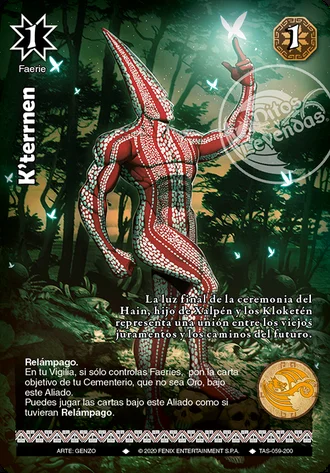 1
Faerie
1
K'terrnen
Mitos
y Leyendas
La luz final de la ceremonia del
Hain, hijo de Xalpén y los Kloketén
representa una unión entre los viejos
juramentos y los caminos del futuro.
Relámpago.
En tu Vigilia, si sólo controlas Faeries, pon la carta
objetivo de tu Cementerio, que no sea Oro, bajo
este Aliado.
Puedes jugar las cartas bajo este Aliado como si
tuvieran Relámpago.
ARTE: GENZO
© 2020 FENIX ENTERTAINMENT S.P.A.
TAS-059-200